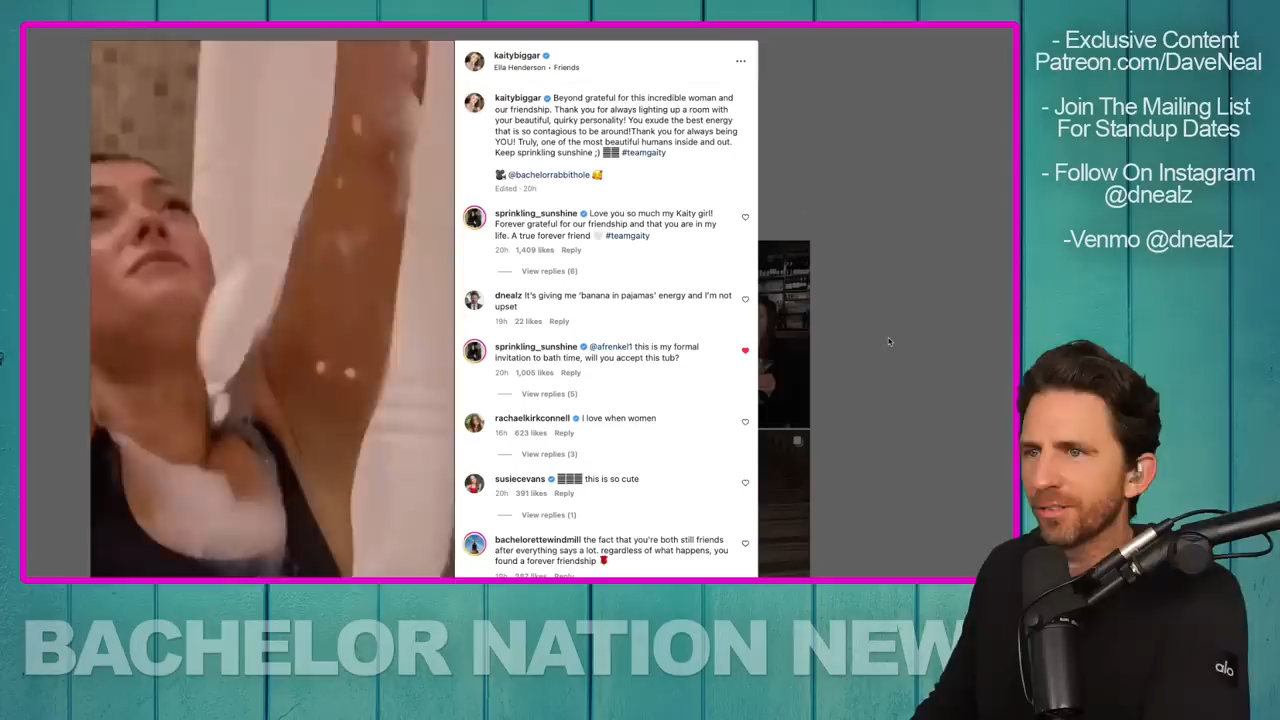 kaitybiggar
Ella Henderson • Friends
kaitybiggar Beyond grateful for this incredible woman and
our friendship. Thank you for always lighting up a room with
your beautiful, quirky personality! You exude the best energy
that is so contagious to be around!Thank you for always being
YOU! Truly, one of the most beautiful humans inside and out.
Keep sprinkling sunshine ;) #teamgaity
@bachelorrabbithole
Edited · 20h
sprinkling_sunshine Love you so much my Kaity girl!
Forever grateful for our friendship and that you are in my
life. A true forever friend #teamgaity
20h 1,409 likes Reply
View replies (6)
dnealz It's giving me 'banana in pajamas' energy and I'm not
upset
19h 22 likes Reply
sprinkling_sunshine @afrenkel1 this is my formal
invitation to bath time, will you accept this tub?
20h 1,005 likes Reply
View replies (5)
rachaelkirkconnell I love when women
16h 623 likes Reply
View replies (3)
susiecevans this is so cute
20h 391 likes Reply
View replies (1)
bachelorettewindmill the fact that you're both still friends
after everything says a lot. regardless of what happens, you
found a forever friendship
19h 387 likes Reply
- Exclusive Content
Patreon.com/DaveNeal
- Join The Mailing List
For Standup Dates
- Follow On Instagram
@dnealz
-Venmo @dnealz
BACHELOR NATION NEW
alo